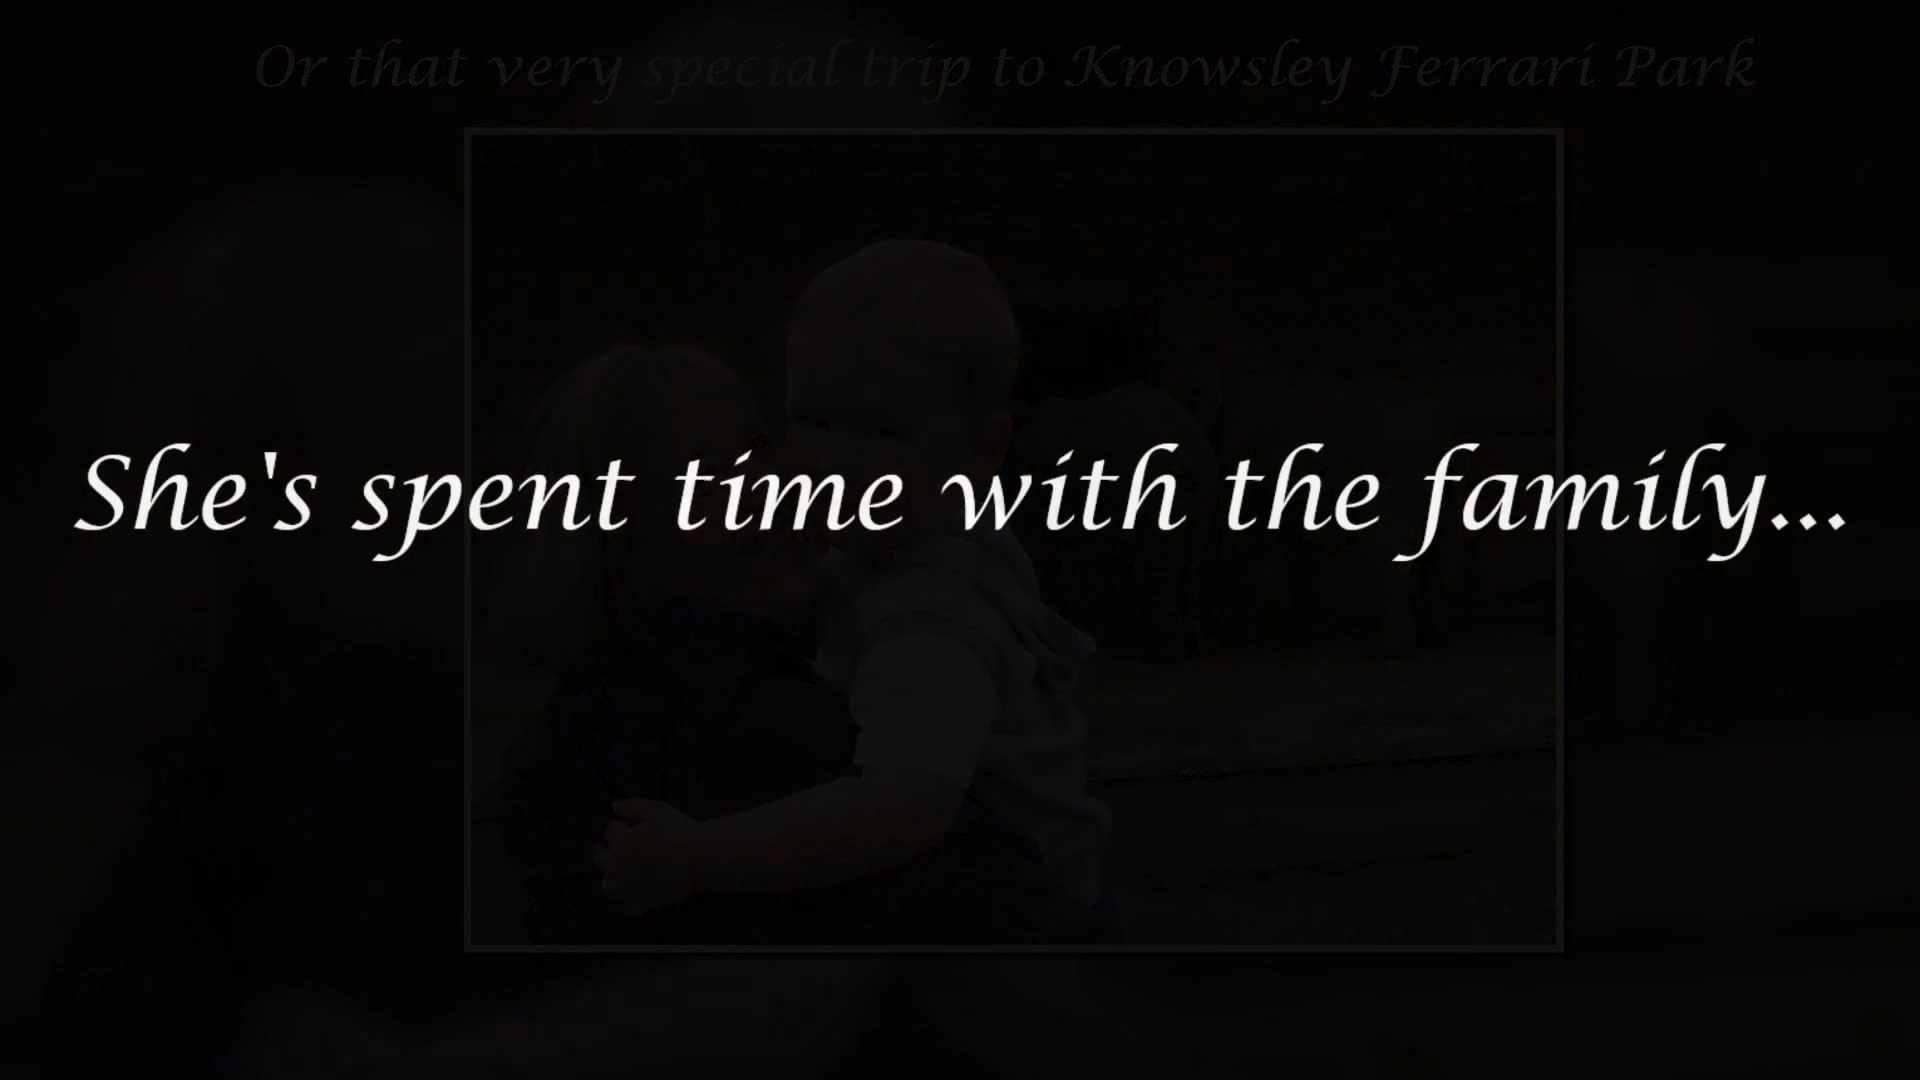 Or that very special trip to Knowsley Ferrari Park
She's spent time with the family...